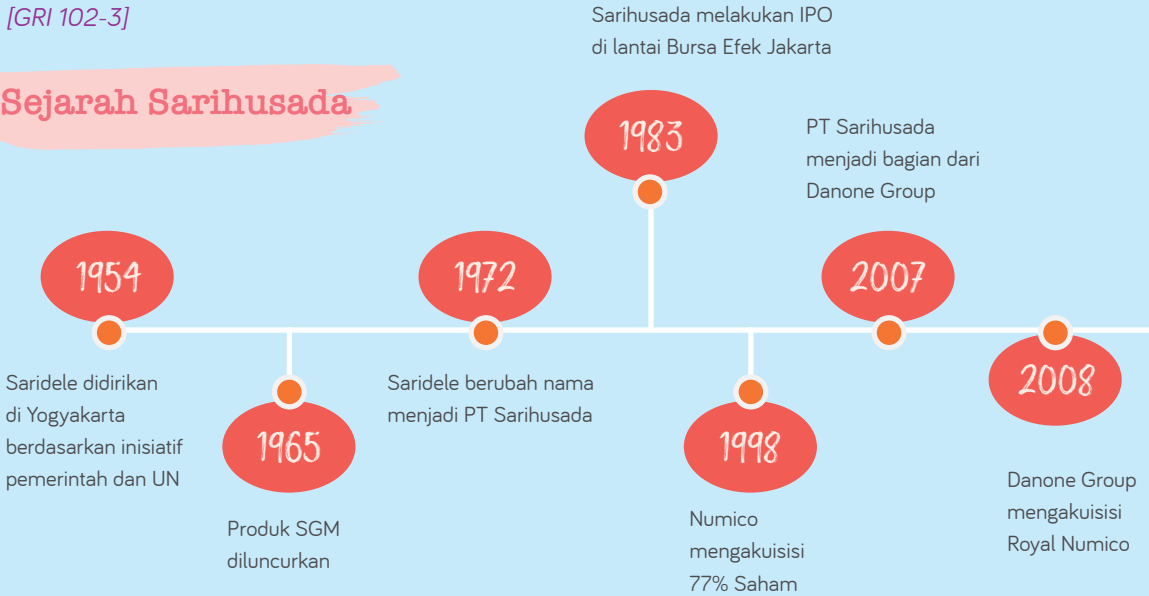 [GRI 102-3]
Sejarah Sarihusada
1954
Saridele didirikan
di Yogyakarta
berdasarkan inisiatif
pemerintah dan UN
1965
Produk SGM
diluncurkan
1972
Saridele berubah nama
menjadi PT Sarihusada
Sarihusada melakukan IPO
di lantai Bursa Efek Jakarta
1983
1998
Numico
mengakuisisi
77% Saham
PT Sarihusada
menjadi bagian dari
Danone Group
2007
2008
Danone Group
mengakuisisi
Royal Numico